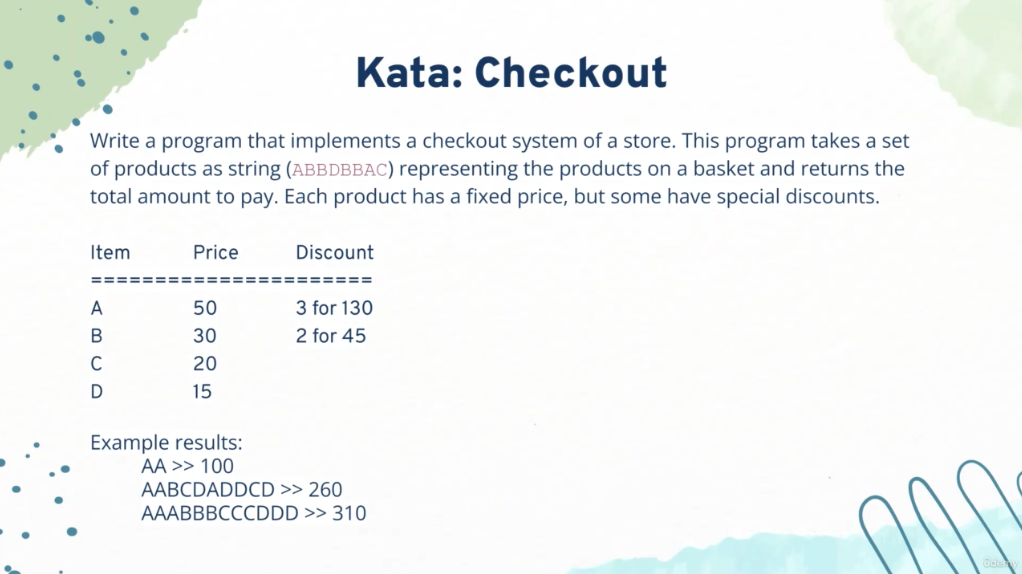 Kata: Checkout
Write a program that implements a checkout system of a store. This program takes a set
of products as string (ABBDBBAC) representing the products on a basket and returns the
total amount to pay. Each product has a fixed price, but some have special discounts.
Item Price Discount
======================
A 50 3 for 130
B 30 2 for 45
C 20
D 15
Example results:
AA >> 100
AABCDADDCD >> 260
AAABBBCCCDDD >> 310
Udemy